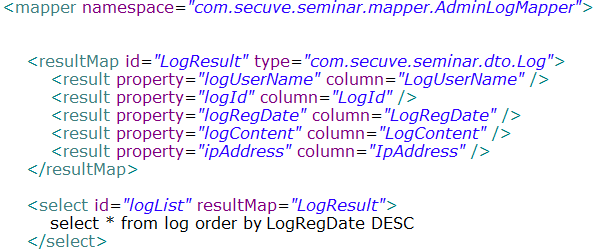 <mapper namespace="com.secuve.seminar.mapper.AdminLogMapper">
<resultMap id="LogResult" type="com.secuve.seminar.dto.Log">
<result property="logUserName" column="LogUserName" />
<result property="logId" column="LogId" />
<result property="logRegDate" column="LogRegDate" />
<result property="logContent" column="LogContent" />
<result property="ipAddress" column="IpAddress" />
</resultMap>
<select id="logList" resultMap="LogResult">
select * from log order by LogRegDate DESC
</select>